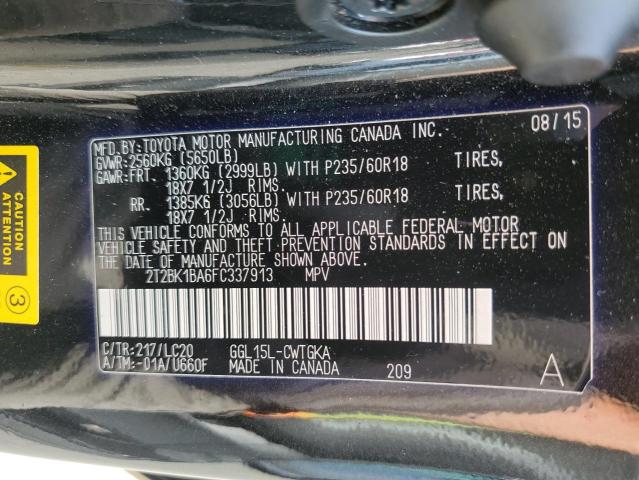 MFD.BY:TOYOTA MOTOR MANUFACTURING CANADA INC. 08/15
GVWR:2560KG (5650LB)
GAWR:FRT. 1360KG (2999LB) WITH P235/60R18 TIRES,
18X7 1/2J RIMS.
RR. 1385KG (3056LB) WITH P235/60R18 TIRES,
18X7 1/2J RIMS.
THIS VEHICLE CONFORMS TO ALL APPLICABLE FEDERAL MOTOR
VEHICLE SAFETY AND THEFT PREVENTION STANDARDS IN EFFECT ON
THE DATE OF MANUFACTURE SHOWN ABOVE.
2T2BK1BA6FC337913 MPV
C/TR:217/LC20 GGL15L-CWTGKA
A/TM:-01A/U660F MADE IN CANADA 209 A
CAUTION
ATTENTION
3